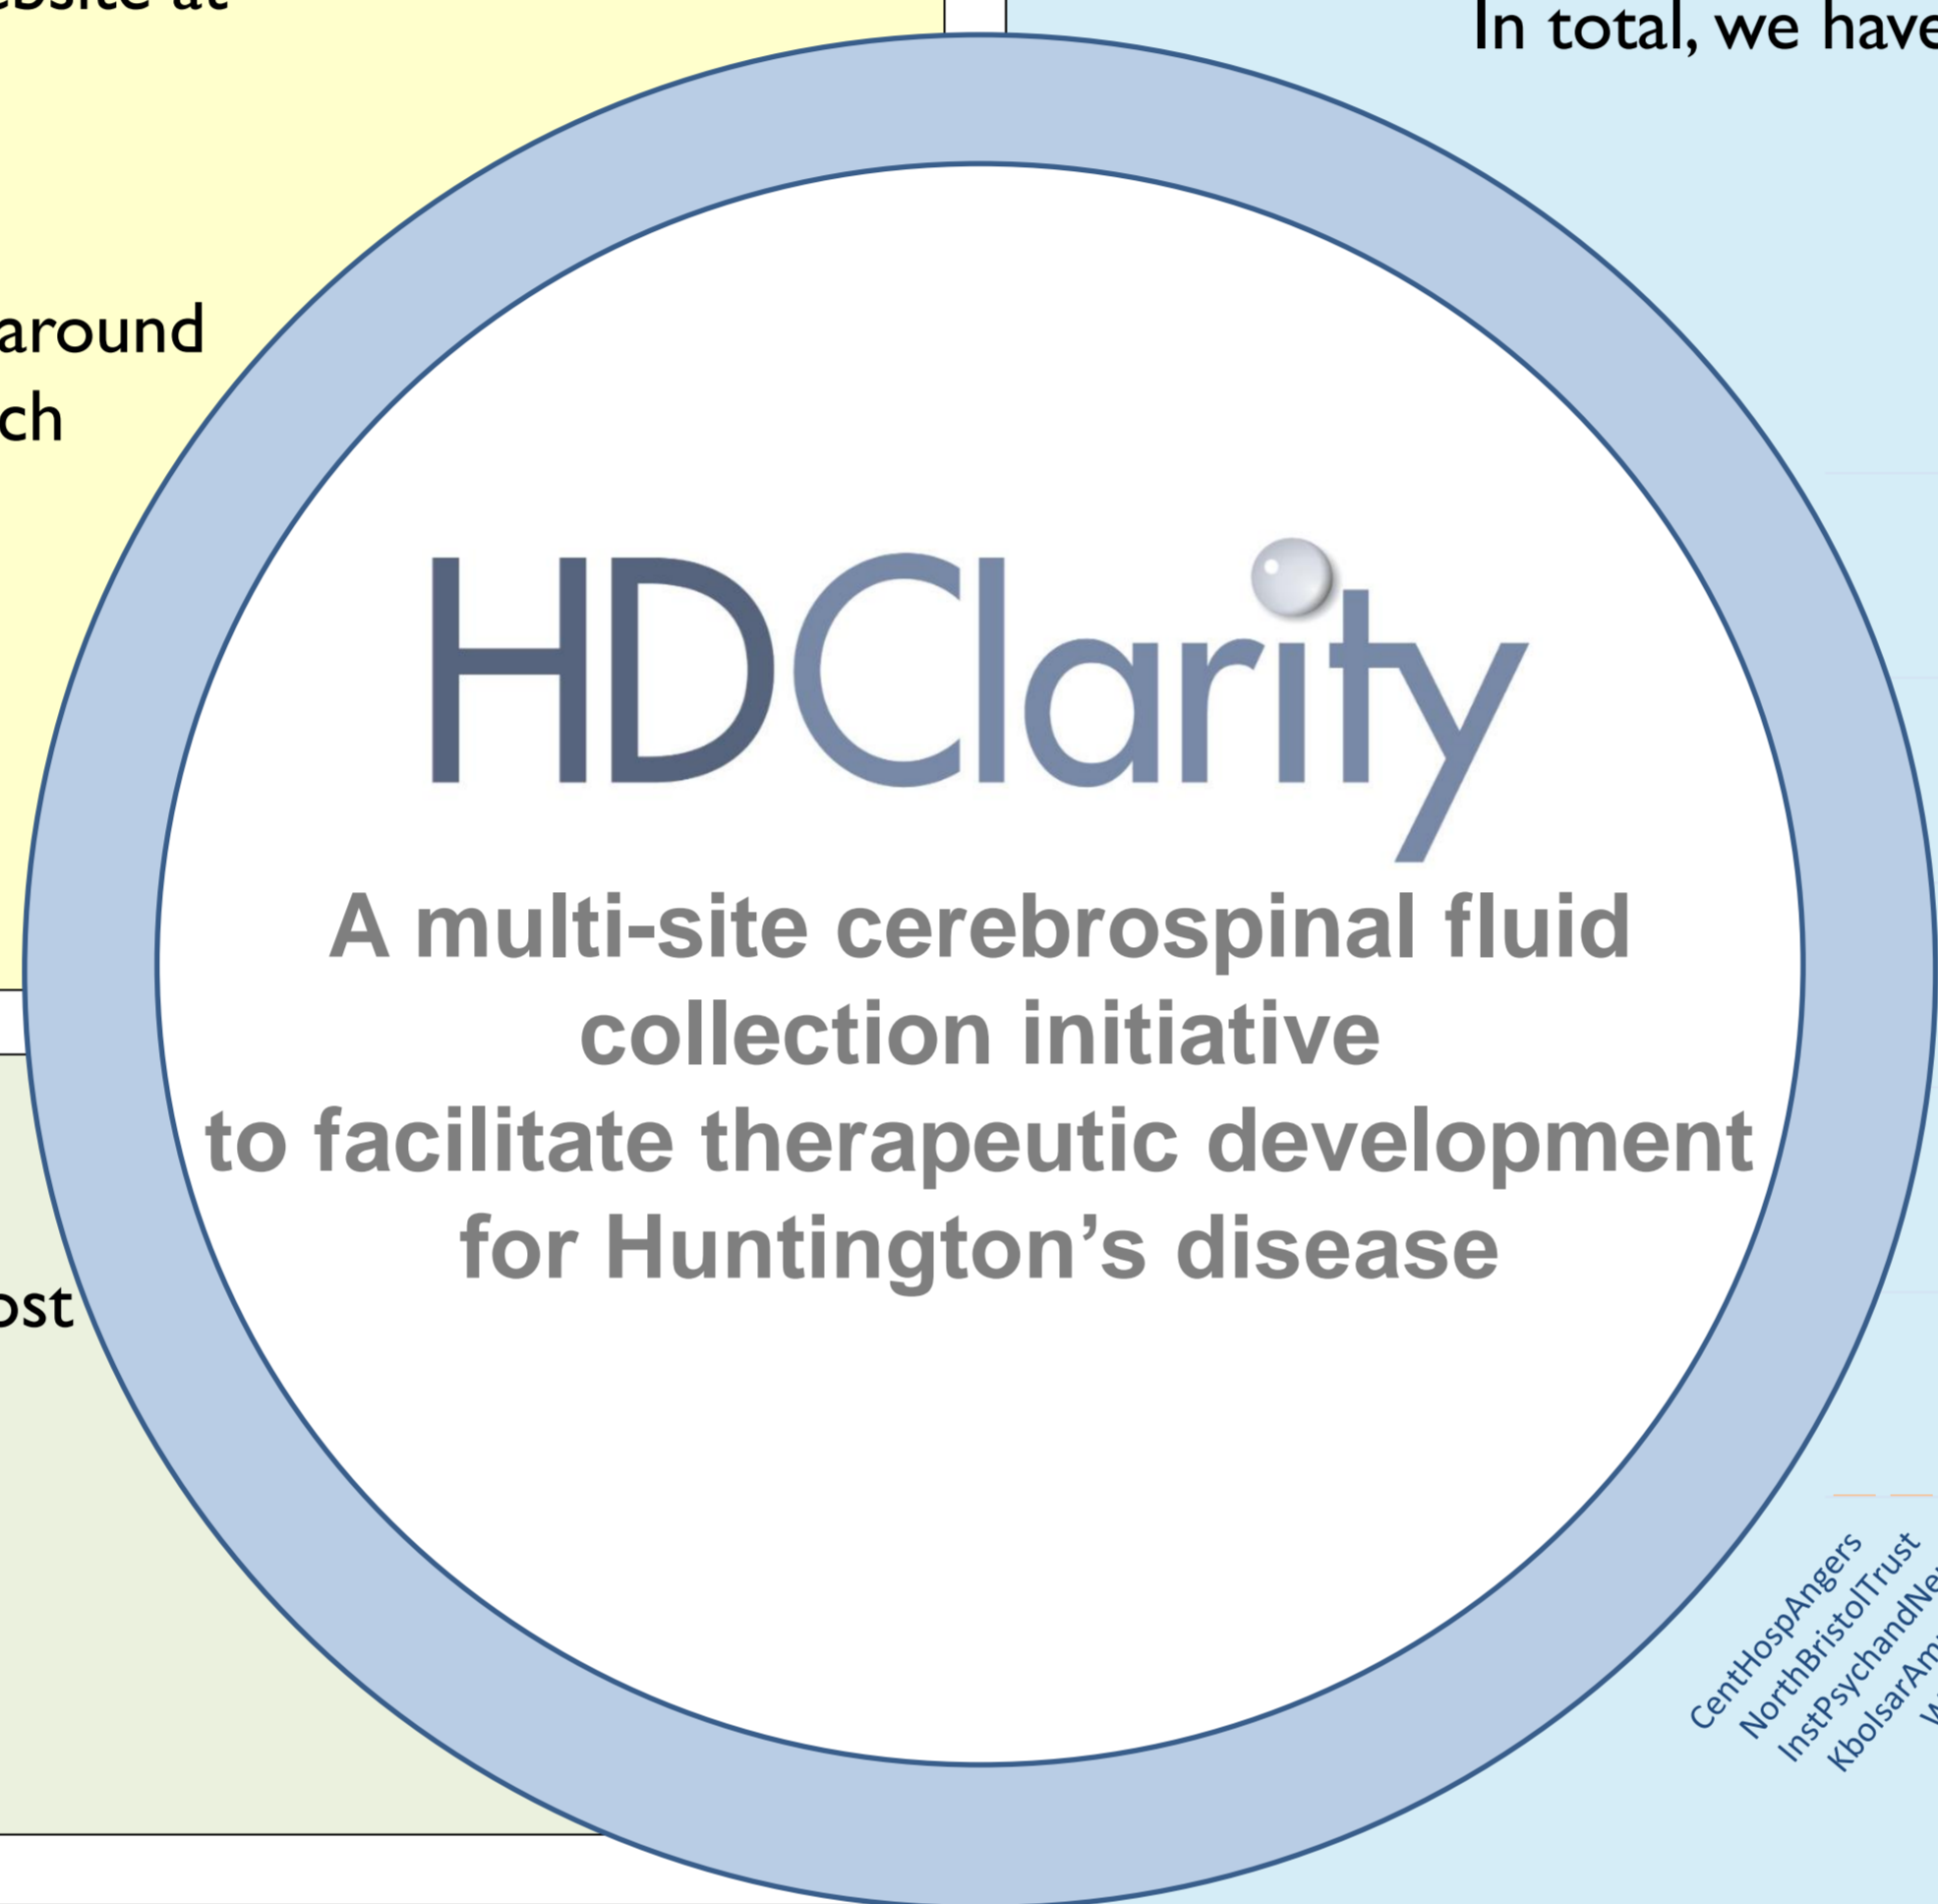 at
In total, we have
around
ch
HDClarity
A multi-site cerebrospinal fluid
collection initiative
to facilitate therapeutic development
for Huntington’s disease
ost
CentHospAngers
NorthBristolTrust